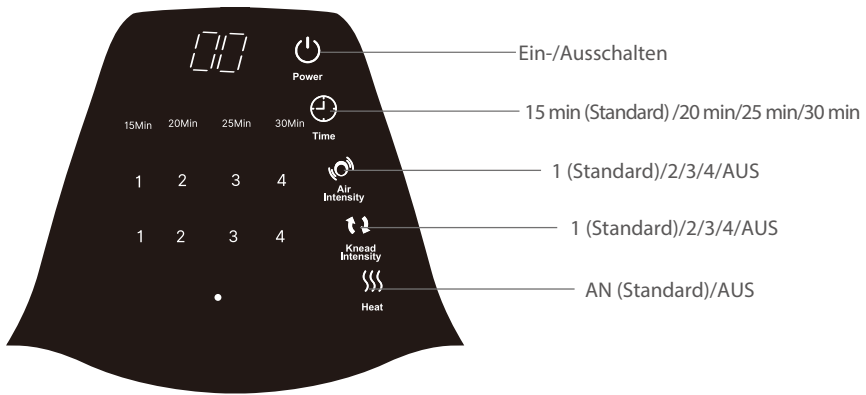 00
Power
Ein-/Ausschalten
15Min 20Min 25Min 30Min
Time
15 min (Standard) /20 min/25 min/30 min
1 2 3 4
Air
Intensity
1 (Standard)/2/3/4/AUS
1 2 3 4
Knead
Intensity
1 (Standard)/2/3/4/AUS
Heat
AN (Standard)/AUS